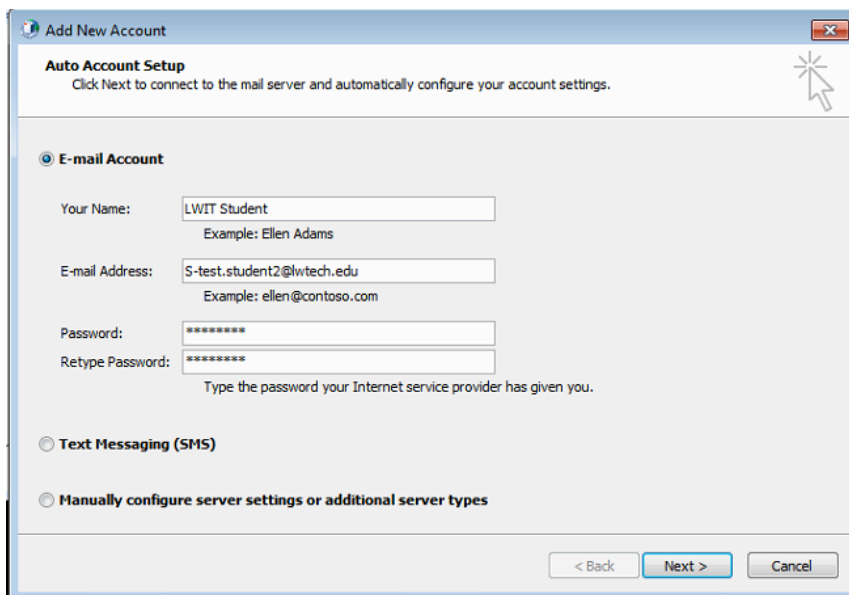 Add New Account
Auto Account Setup
Click Next to connect to the mail server and automatically configure your account settings.
E-mail Account
Your Name: LWIT Student
Example: Ellen Adams
E-mail Address: S-test.student2@lwtech.edu
Example: ellen@contoso.com
Password: ********
Retype Password: ********
Type the password your Internet service provider has given you.
Text Messaging (SMS)
Manually configure server settings or additional server types
< Back Next > Cancel